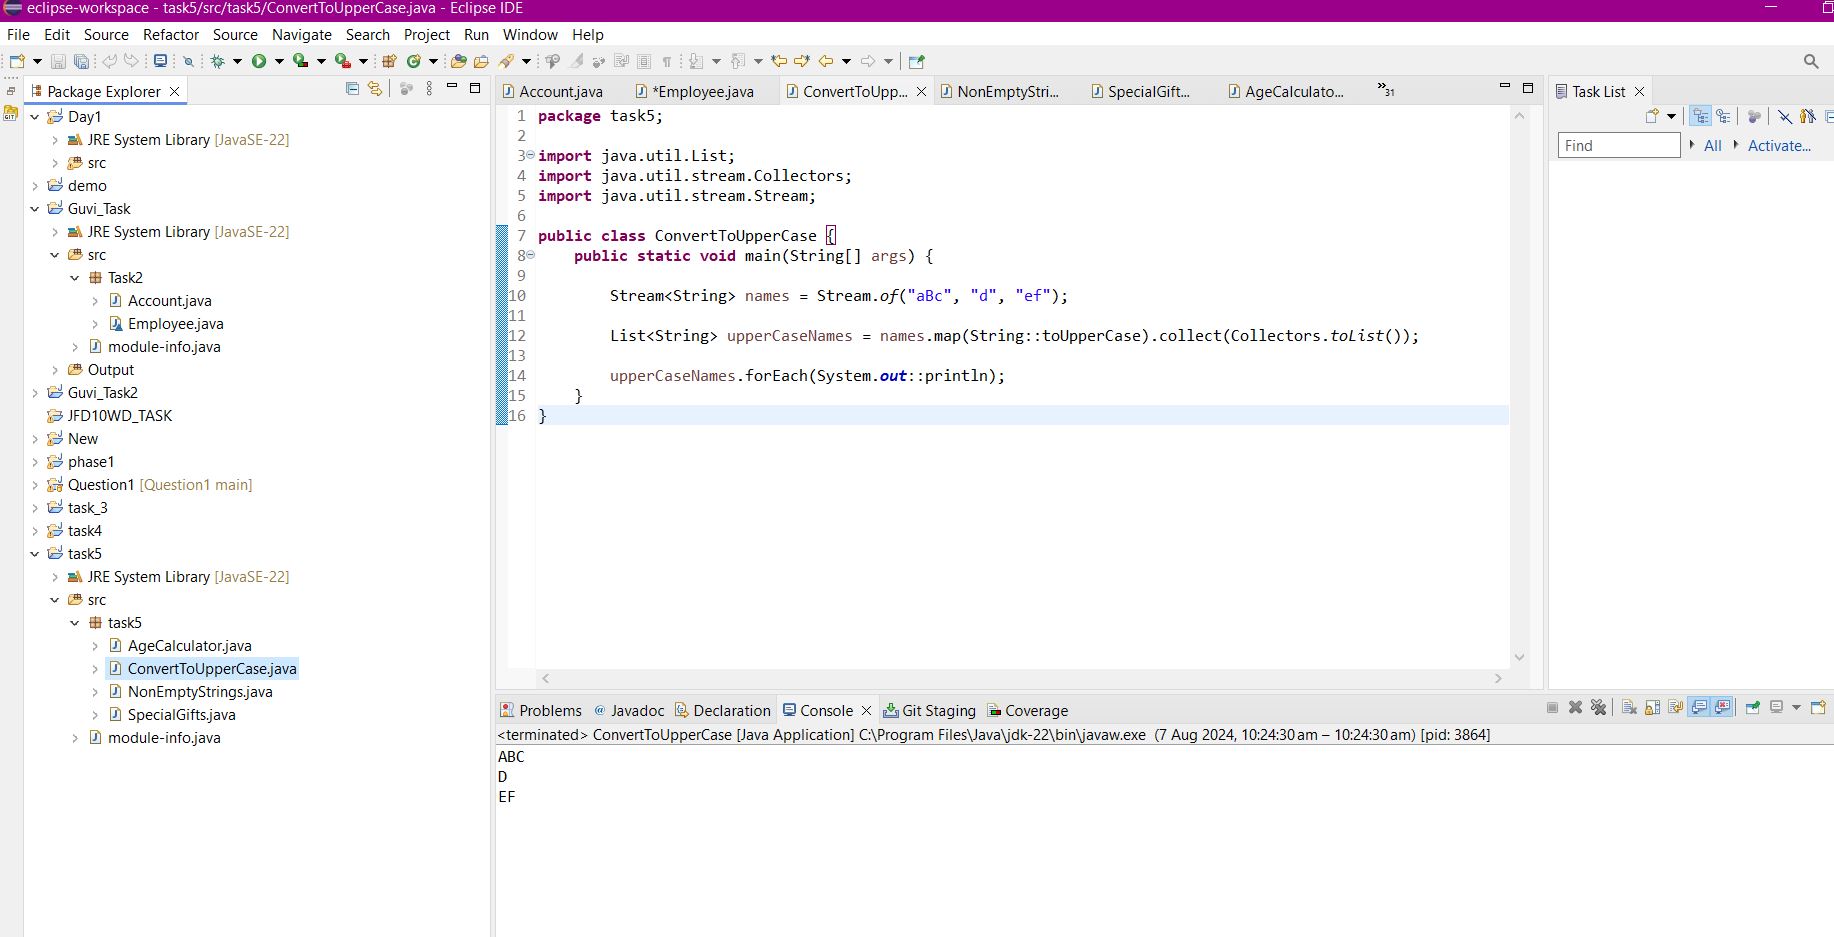 eclipse-workspace - task5/src/task5/ConvertToUpperCase.java - Eclipse IDE
File Edit Source Refactor Source Navigate Search Project Run Window Help
Package Explorer
Day1
JRE System Library [JavaSE-22]
src
demo
Guvi_Task
JRE System Library [JavaSE-22]
src
Task2
Account.java
Employee.java
module-info.java
Output
Guvi_Task2
JFD10WD_TASK
New
phase1
Question1 [Question1 main]
task_3
task4
task5
JRE System Library [JavaSE-22]
src
task5
AgeCalculator.java
ConvertToUpperCase.java
NonEmptyStrings.java
SpecialGifts.java
module-info.java
Account.java *Employee.java ConvertToUpp... NonEmptyStri... SpecialGift... AgeCalculato... »31
1 package task5;
2
3 import java.util.List;
4 import java.util.stream.Collectors;
5 import java.util.stream.Stream;
6
7 public class ConvertToUpperCase {
8 public static void main(String[] args) {
9
10 Stream<String> names = Stream.of("aBc", "d", "ef");
11
12 List<String> upperCaseNames = names.map(String::toUpperCase).collect(Collectors.toList());
13
14 upperCaseNames.forEach(System.out::println);
15 }
16 }
Task List
Find All Activate...
Problems @ Javadoc Declaration Console Git Staging Coverage
<terminated> ConvertToUpperCase [Java Application] C:\Program Files\Java\jdk-22\bin\javaw.exe (7 Aug 2024, 10:24:30 am – 10:24:30 am) [pid: 3864]
ABC
D
EF